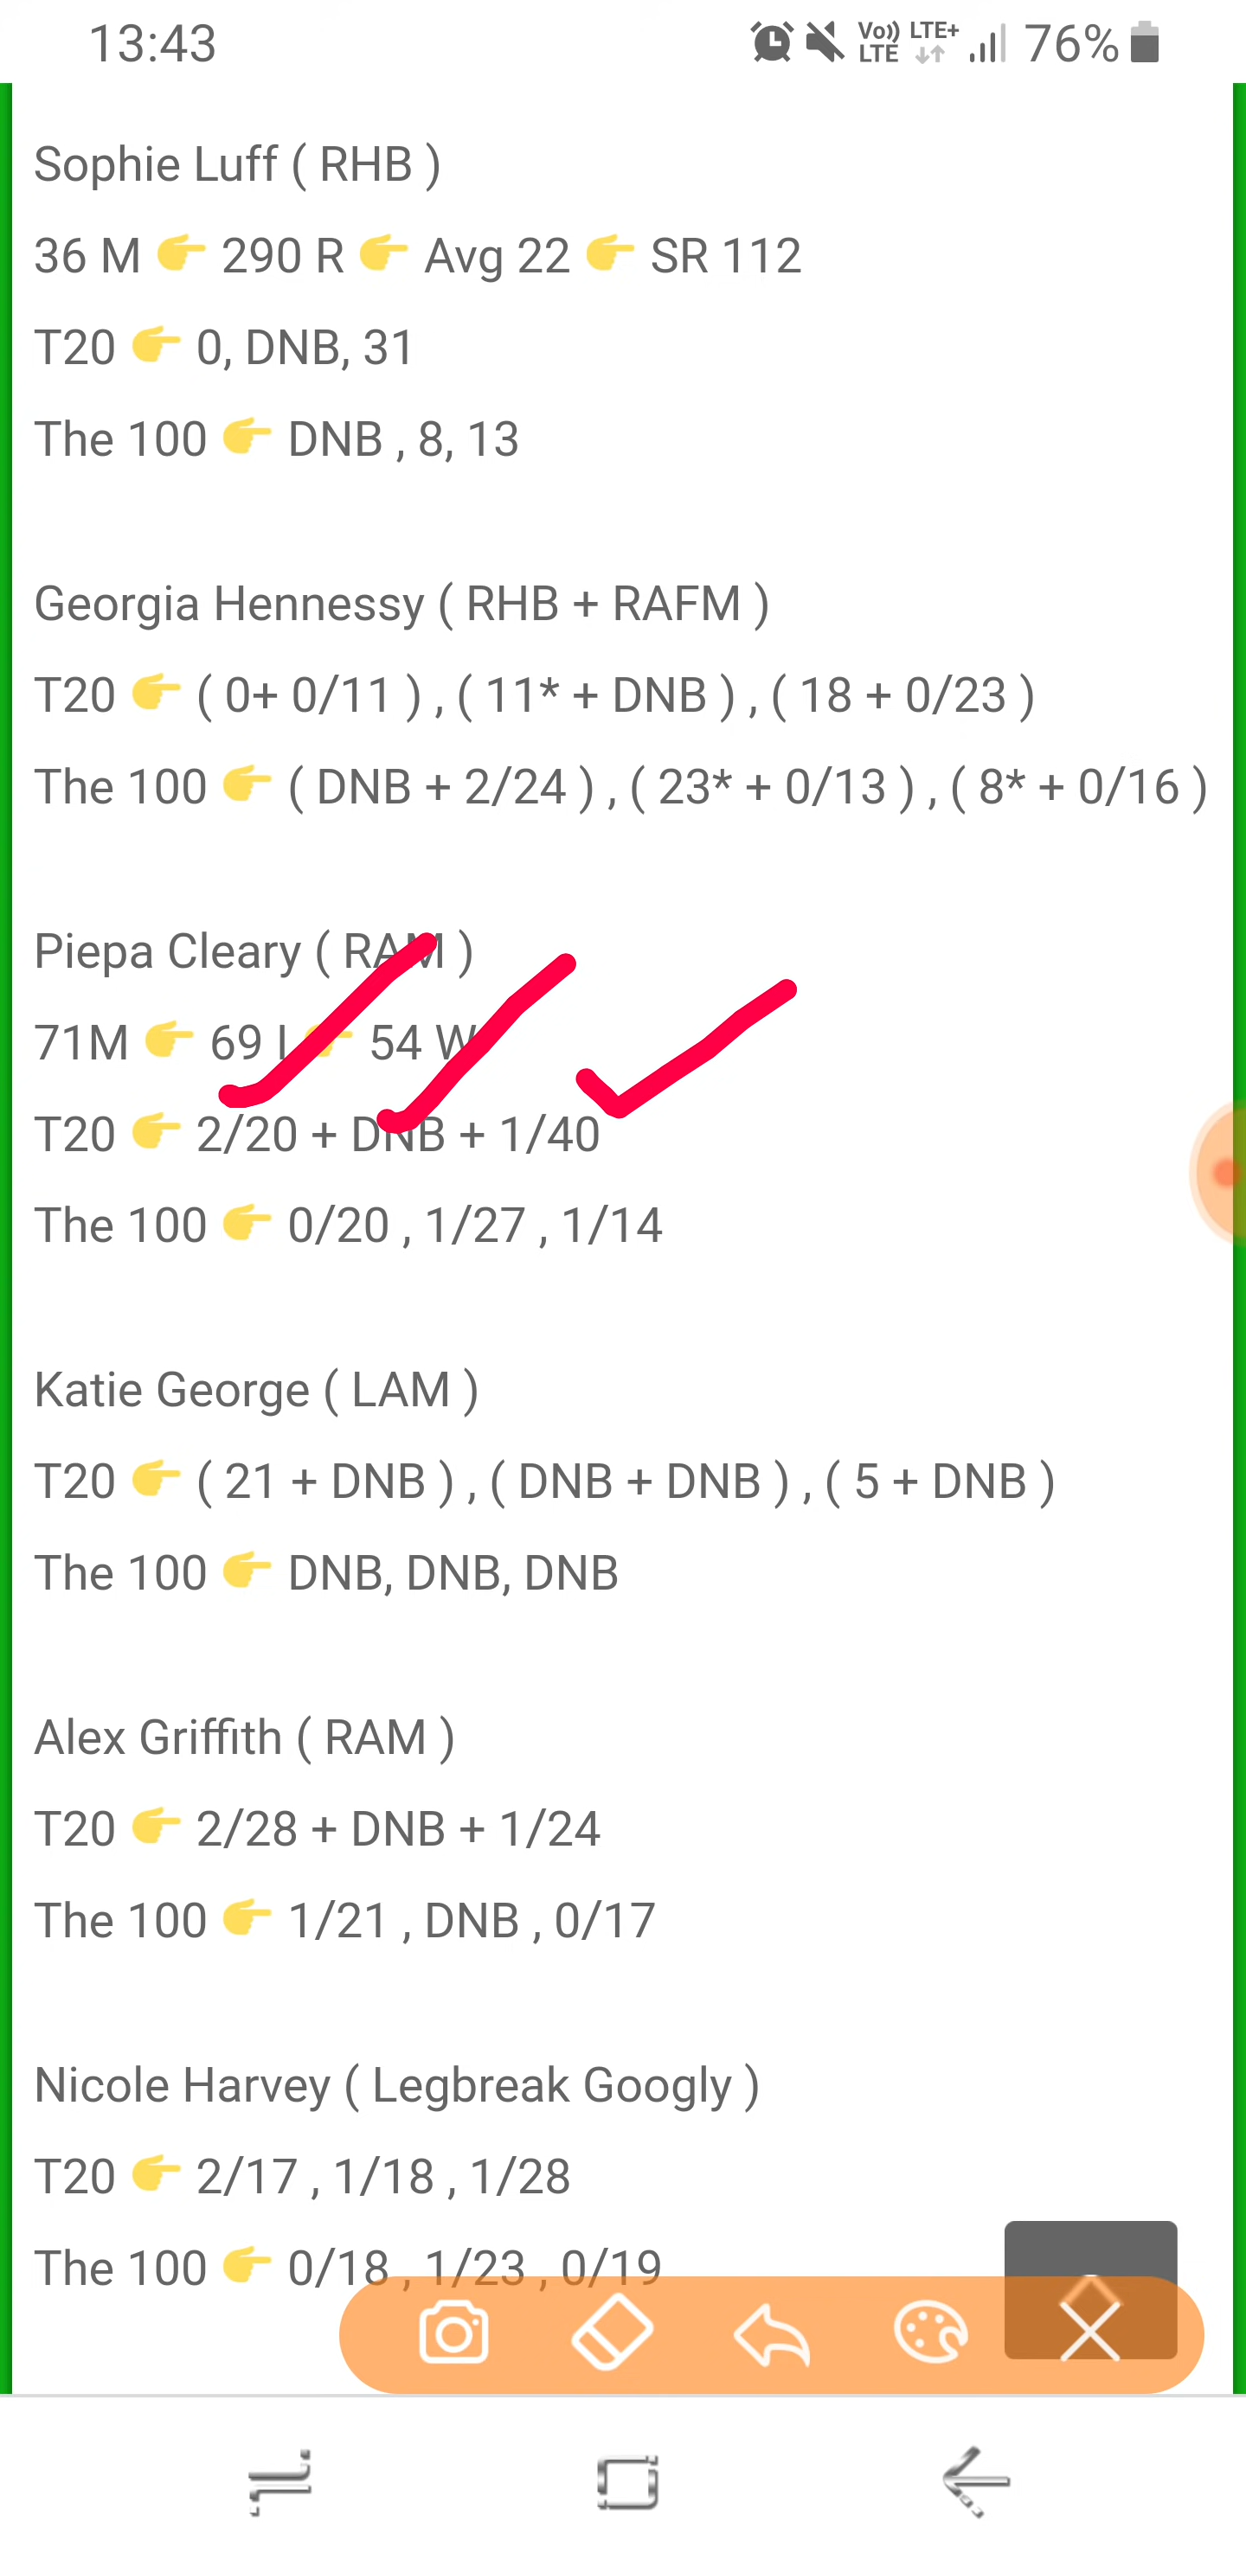 13:43 Vo)) LTE LTE+ 76%
Sophie Luff ( RHB )
36 M 👉 290 R 👉 Avg 22 👉 SR 112
T20 👉 0, DNB, 31
The 100 👉 DNB , 8, 13
Georgia Hennessy ( RHB + RAFM )
T20 👉 ( 0+ 0/11 ) , ( 11* + DNB ) , ( 18 + 0/23 )
The 100 👉 ( DNB + 2/24 ) , ( 23* + 0/13 ) , ( 8* + 0/16 )
Piepa Cleary ( RAM )
71M 👉 69 I 👉 54 W
T20 👉 2/20 + DNB + 1/40
The 100 👉 0/20 , 1/27 , 1/14
Katie George ( LAM )
T20 👉 ( 21 + DNB ) , ( DNB + DNB ) , ( 5 + DNB )
The 100 👉 DNB, DNB, DNB
Alex Griffith ( RAM )
T20 👉 2/28 + DNB + 1/24
The 100 👉 1/21 , DNB , 0/17
Nicole Harvey ( Legbreak Googly )
T20 👉 2/17 , 1/18 , 1/28
The 100 👉 0/18 , 1/23 , 0/19